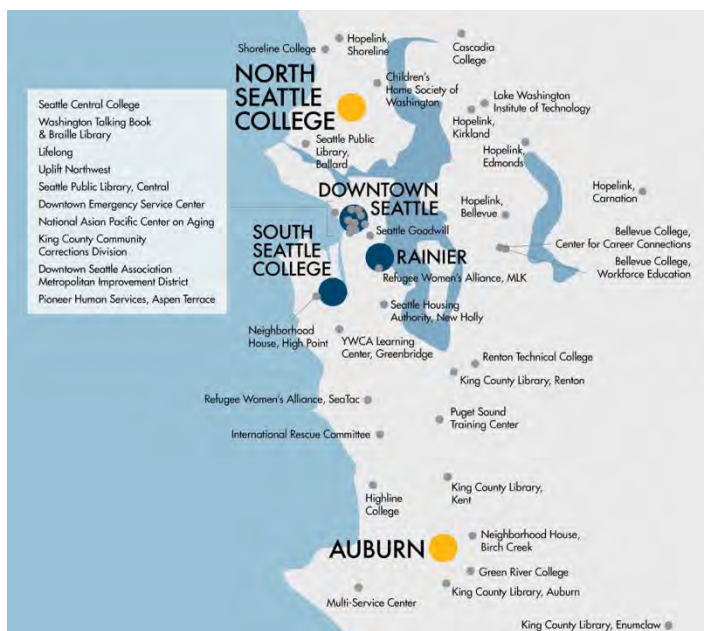 Shoreline College
Hopelink,
Shoreline
Cascadia
College
NORTH
SEATTLE
COLLEGE
Children's
Home Society of
Washington
Lake Washington
Institute of Technology
Hopelink,
Kirkland
Seattle Public
Library,
Ballard
Hopelink,
Edmonds
Seattle Central College
Washington Talking Book
& Braille Library
Lifelong
Uplift Northwest
Seattle Public Library, Central
Downtown Emergency Service Center
National Asian Pacific Center on Aging
King County Community
Corrections Division
Downtown Seattle Association
Metropolitan Improvement District
Pioneer Human Services, Aspen Terrace
DOWNTOWN
SEATTLE
Hopelink,
Bellevue
Hopelink,
Carnation
Seattle Goodwill
Bellevue College,
Center for Career Connections
Bellevue College,
Workforce Education
SOUTH
SEATTLE
COLLEGE
RAINIER
Refugee Women's Alliance, MLK
Seattle Housing
Authority, New Holly
Neighborhood
House, High Point
YWCA Learning
Center, Greenbridge
Renton Technical College
King County Library, Renton
Refugee Women's Alliance, SeaTac
Puget Sound
Training Center
International Rescue Committee
Highline
College
King County Library,
Kent
AUBURN
Neighborhood House,
Birch Creek
Green River College
King County Library, Auburn
Multi-Service Center
King County Library, Enumclaw